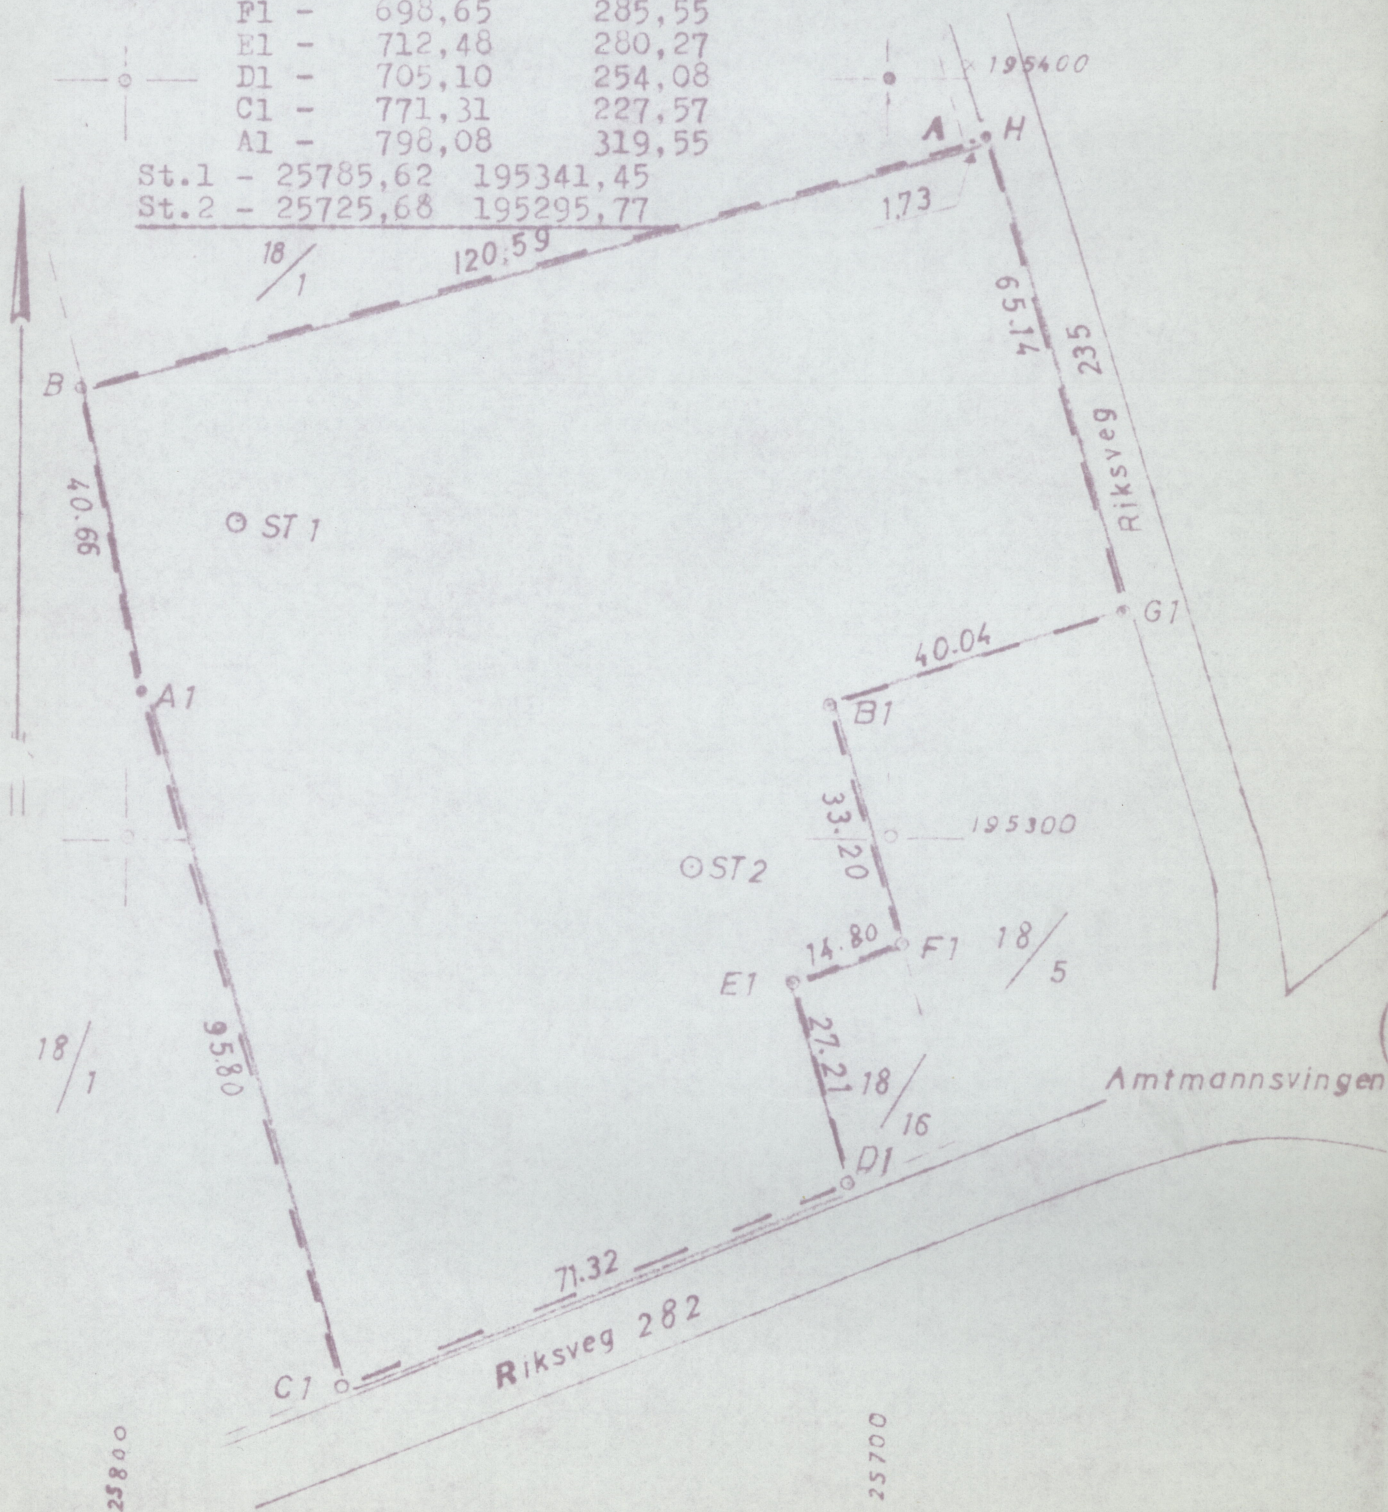 F1 - 698,65 285,55
E1 - 712,48 280,27
D1 - 705,10 254,08
C1 - 771,31 227,57
A1 - 798,08 319,55
St.1 - 25785,62 195341,45
St.2 - 25725,68 195295,77
195400
A H
1.73
18/1
120.59
65.14
Riksveg 235
B
40.66
ST 1
G1
40.04
A1
B1
33.20
195300
ST2
14.80
F1
18/5
E1
27.21
18/1
95.80
18/16
Amtmannsvingen
D1
71.32
Riksveg 282
C1
25800
25700